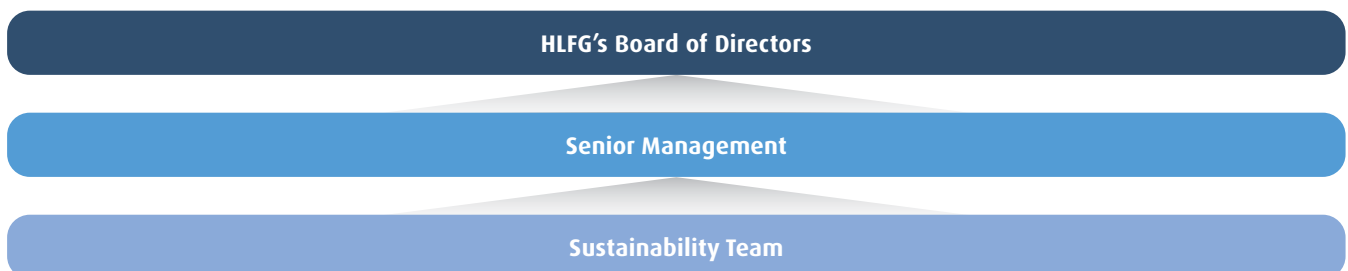 HLFG’s Board of Directors
Senior Management
Sustainability Team